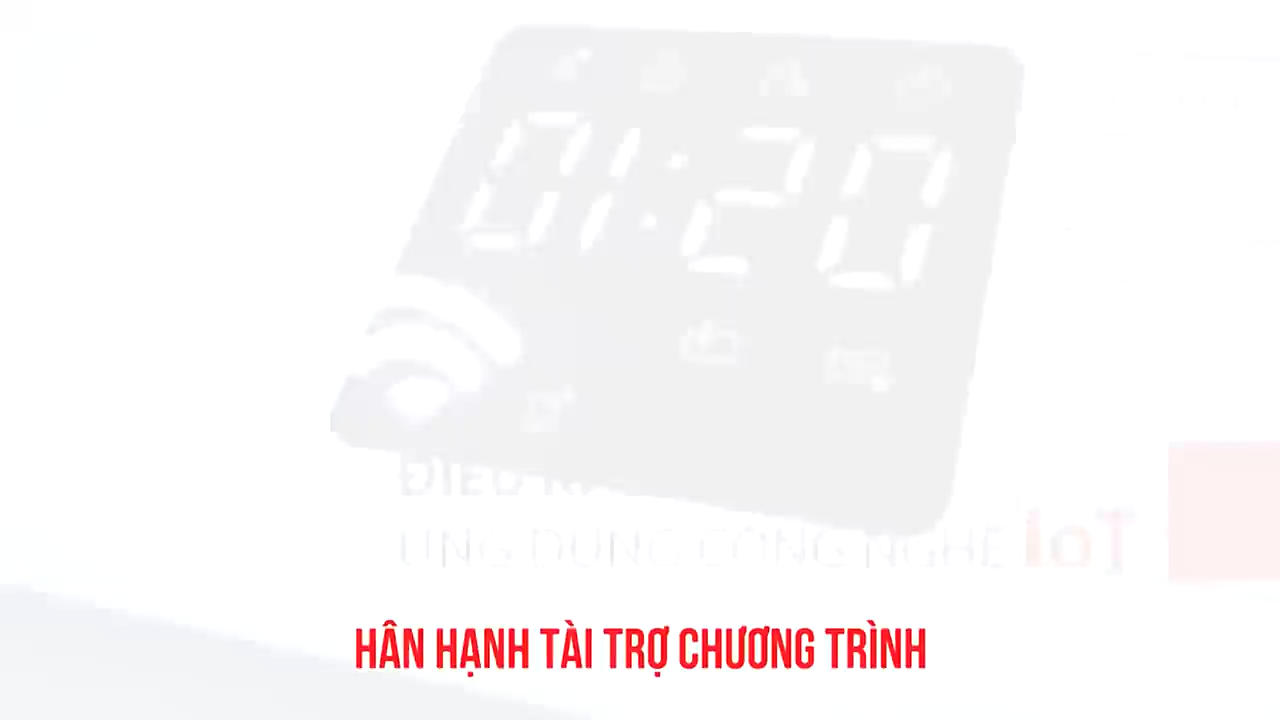 01:20
ỨNG DỤNG CÔNG NGHỆ IoT
HÂN HẠNH TÀI TRỢ CHƯƠNG TRÌNH